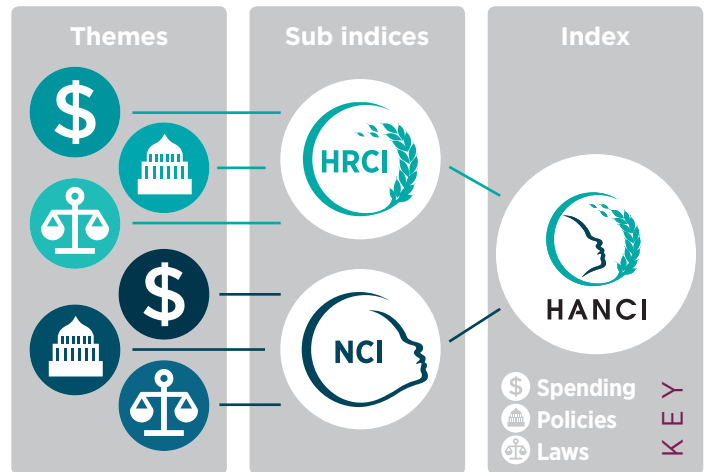 Themes
Sub indices
Index
$
HRCI
$
NCI
HANCI
$ Spending
Policies
Laws
KEY